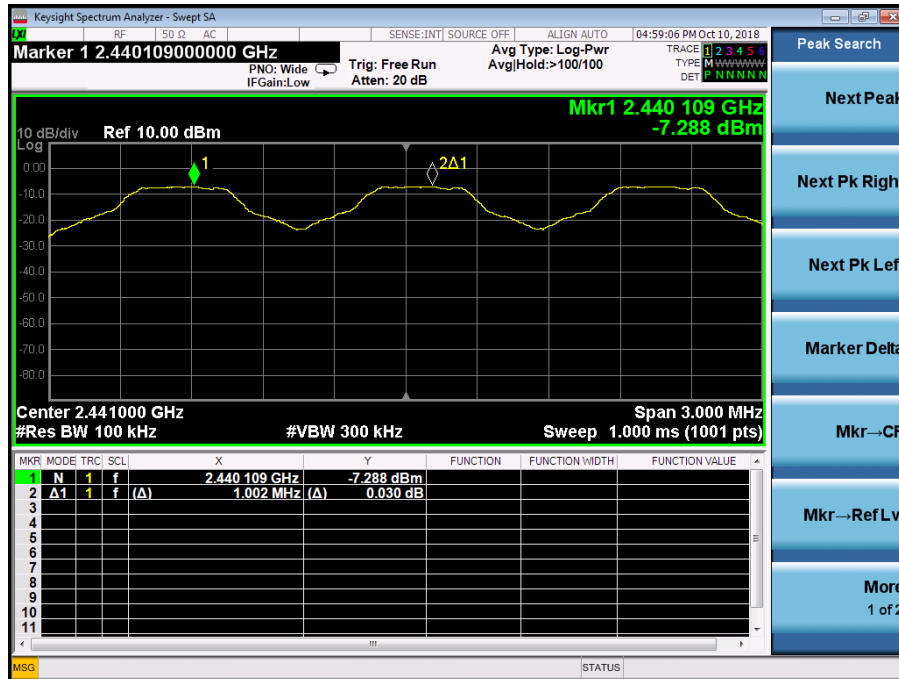 Keysight Spectrum Analyzer - Swept SA
LXI RF 50 Ω AC SENSE:INT SOURCE OFF ALIGN AUTO 04:59:06 PM Oct 10, 2018
Marker 1 2.440109000000 GHz
PNO: Wide
IFGain:Low
Trig: Free Run
Atten: 20 dB
Avg Type: Log-Pwr
Avg|Hold:>100/100
TRACE 1 2 3 4 5 6
TYPE M WWWWW
DET P N N N N N
Mkr1 2.440 109 GHz
-7.288 dBm
10 dB/div Ref 10.00 dBm
Log
0.00
-10.0
-20.0
-30.0
-40.0
-50.0
-60.0
-70.0
-80.0
1
2Δ1
Center 2.441000 GHz Span 3.000 MHz
#Res BW 100 kHz #VBW 300 kHz Sweep 1.000 ms (1001 pts)
MKR MODE TRC SCL X Y FUNCTION FUNCTION WIDTH FUNCTION VALUE
1 N 1 f 2.440 109 GHz -7.288 dBm
2 Δ1 1 f (Δ) 1.002 MHz (Δ) 0.030 dB
3
4
5
6
7
8
9
10
11
MSG STATUS
Peak Search
Next Peak
Next Pk Righ
Next Pk Lef
Marker Delta
Mkr→CF
Mkr→Ref Lv
More
1 of 2